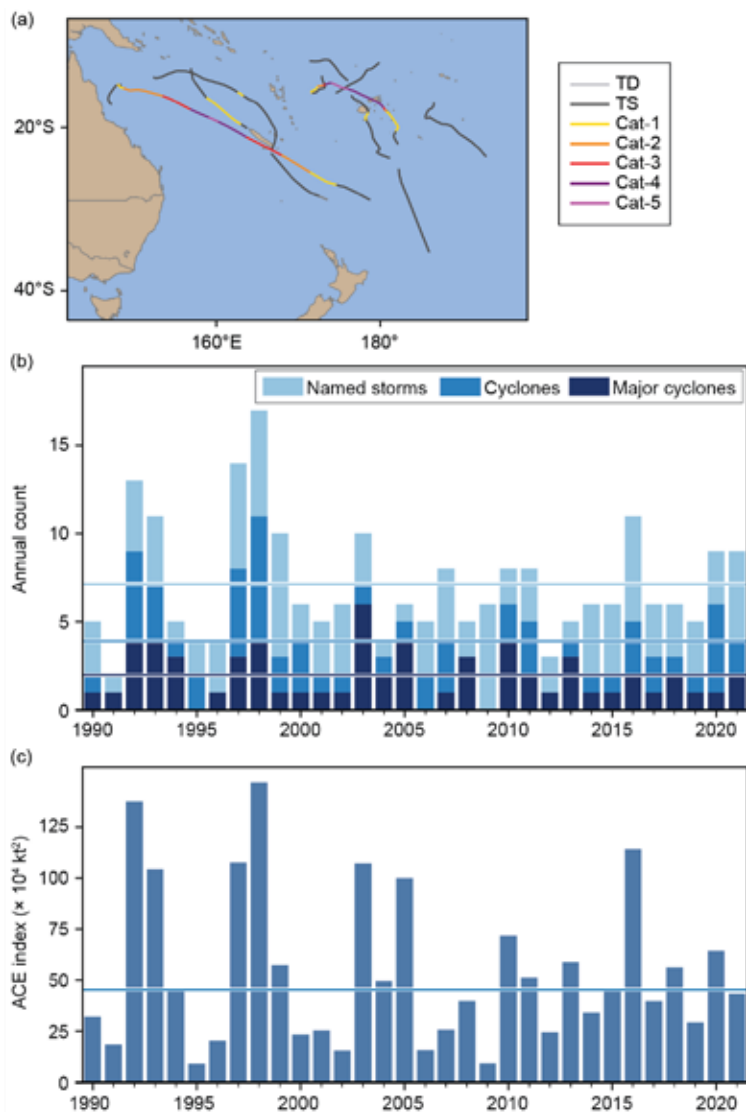 (a)
20°S
40°S
160°E
180°
TD
TS
Cat-1
Cat-2
Cat-3
Cat-4
Cat-5
(b)
Named storms Cyclones Major cyclones
Annual count
15
10
5
0
1990 1995 2000 2005 2010 2015 2020
(c)
ACE index (× 10⁴ kt²)
125
100
75
50
25
0
1990 1995 2000 2005 2010 2015 2020